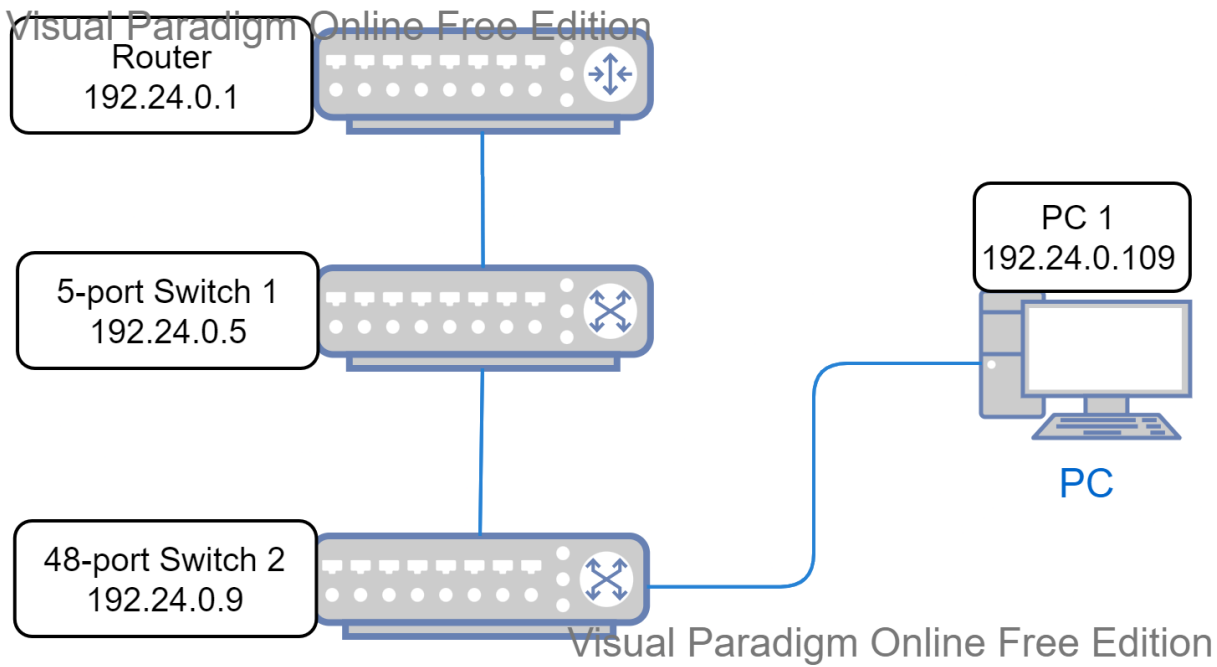 Visual Paradigm Online Free Edition
Router
192.24.0.1
PC 1
192.24.0.109
5-port Switch 1
192.24.0.5
PC
48-port Switch 2
192.24.0.9
Visual Paradigm Online Free Edition